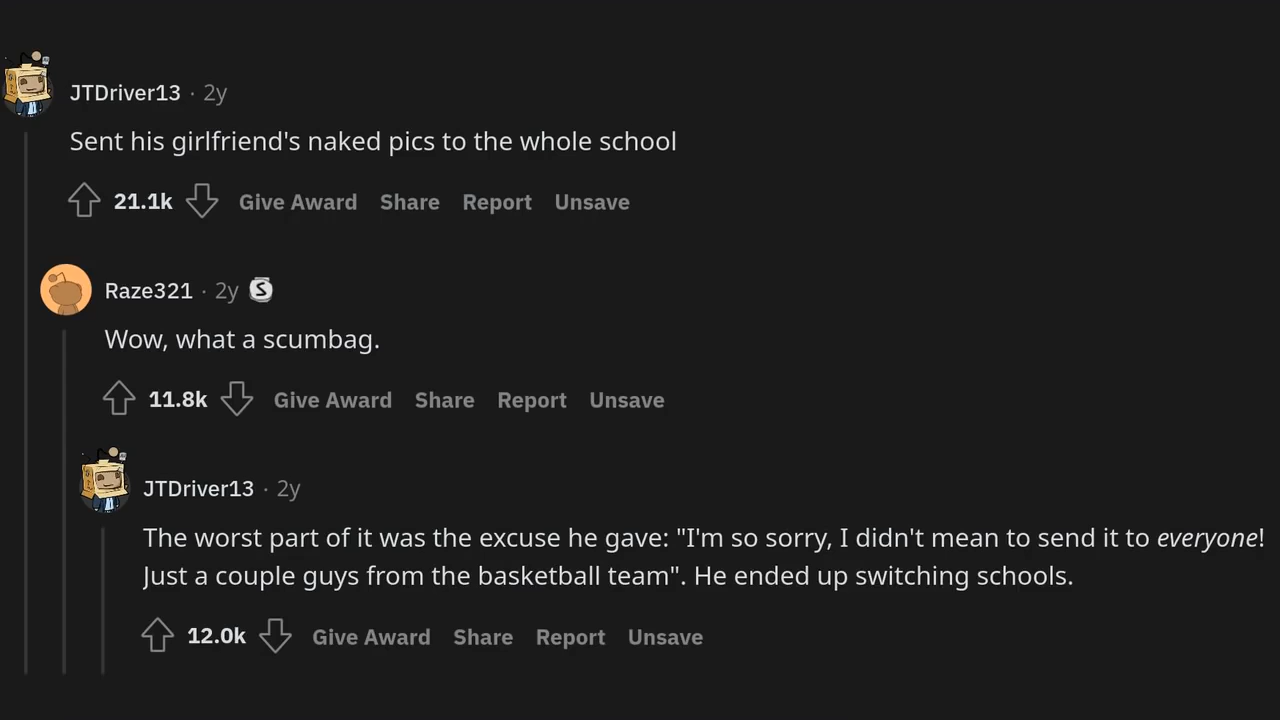 JTDriver13 · 2y
Sent his girlfriend's naked pics to the whole school
21.1k Give Award Share Report Unsave
Raze321 · 2y S
Wow, what a scumbag.
11.8k Give Award Share Report Unsave
JTDriver13 · 2y
The worst part of it was the excuse he gave: "I'm so sorry, I didn't mean to send it to everyone!
Just a couple guys from the basketball team". He ended up switching schools.
12.0k Give Award Share Report Unsave